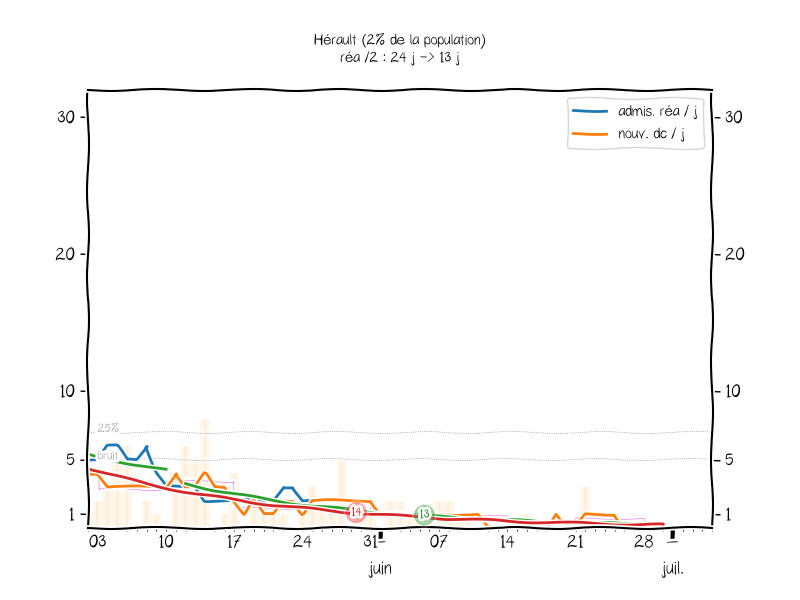 Hérault (2% de la population)
réa /2 : 24 j -> 13 j
admis. réa / j
nouv. dc / j
30
30
20
20
10
10
25%
bruit
5
5
1
1
14
13
03 10 17 24 31 07 14 21 28
juin juil.